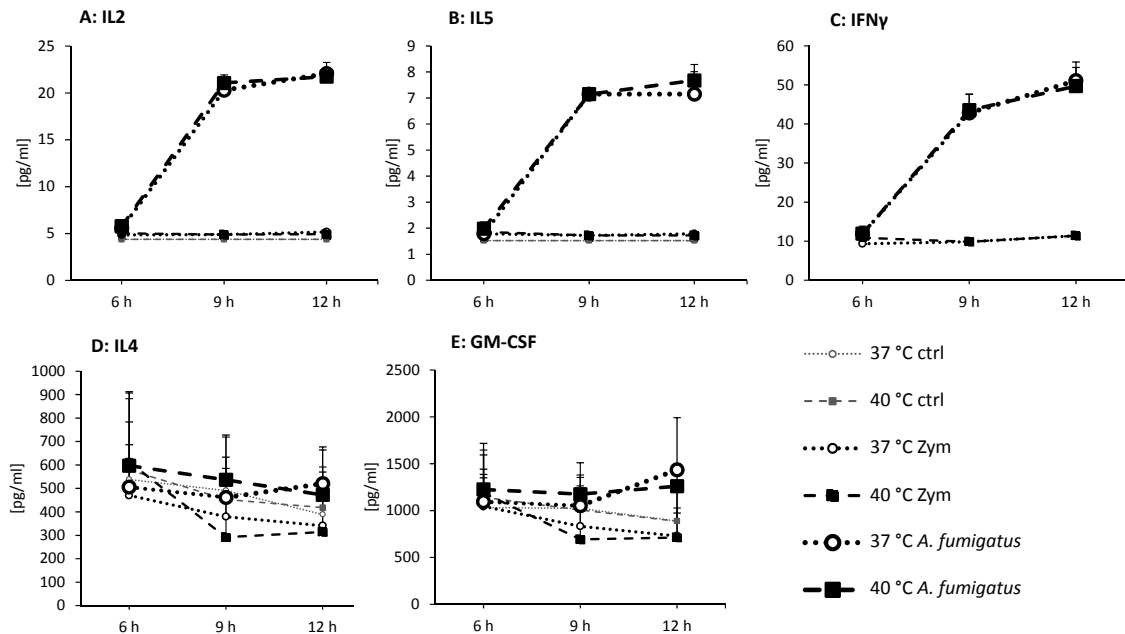 A: IL2
B: IL5
C: IFNγ
[pg/ml]
25
20
15
10
5
0
6 h
9 h
12 h
[pg/ml]
9
8
7
6
5
4
3
2
1
0
6 h
9 h
12 h
[pg/ml]
60
50
40
30
20
10
0
6 h
9 h
12 h
D: IL4
E: GM-CSF
[pg/ml]
1000
900
800
700
600
500
400
300
200
100
0
6 h
9 h
12 h
[pg/ml]
2500
2000
1500
1000
500
0
6 h
9 h
12 h
37 °C ctrl
40 °C ctrl
37 °C Zym
40 °C Zym
37 °C A. fumigatus
40 °C A. fumigatus